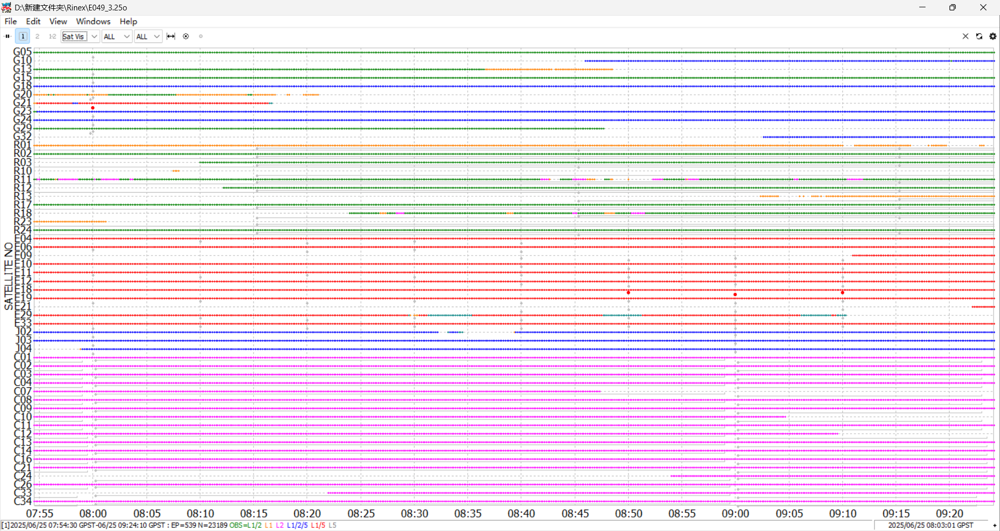 D:\新建文件夹\Rinex\E049_3.25o
File Edit View Windows Help
1 2 1-2 Sat Vis ALL ALL
G05
G10
G13
G15
G18
G20
G21
G23
G24
G29
G32
R01
R02
R03
R10
R11
R12
R13
R17
R18
R23
R24
E04
E06
E09
E10
E11
E12
E18
E19
E21
E29
E33
J02
J03
J04
C01
C02
C03
C04
C07
C08
C09
C10
C11
C12
C13
C14
C16
C21
C24
C26
C33
C34
SATELLITE NO
07:55 08:00 08:05 08:10 08:15 08:20 08:25 08:30 08:35 08:40 08:45 08:50 08:55 09:00 09:05 09:10 09:15 09:20
[1]2025/06/25 07:54:30 GPST-06/25 09:24:10 GPST : EP=539 N=23189 OBS=L1/2 L1 L2 L1/2/5 L1/5 L5 2025/06/25 08:03:01 GPST